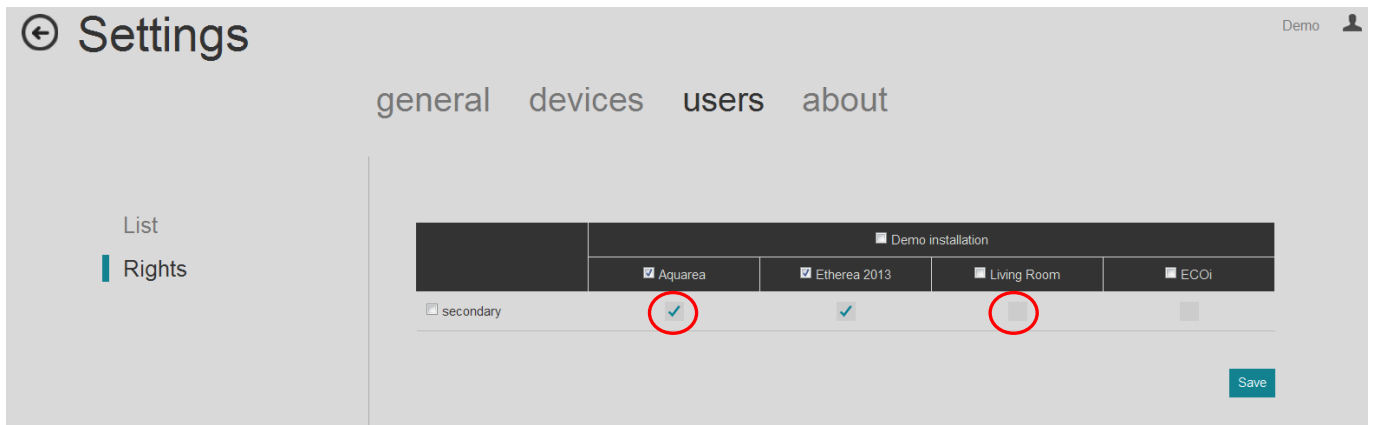 Settings
Demo
general devices users about
List
Rights
Demo installation
Aquarea Etherea 2013 Living Room ECOi
secondary
Save